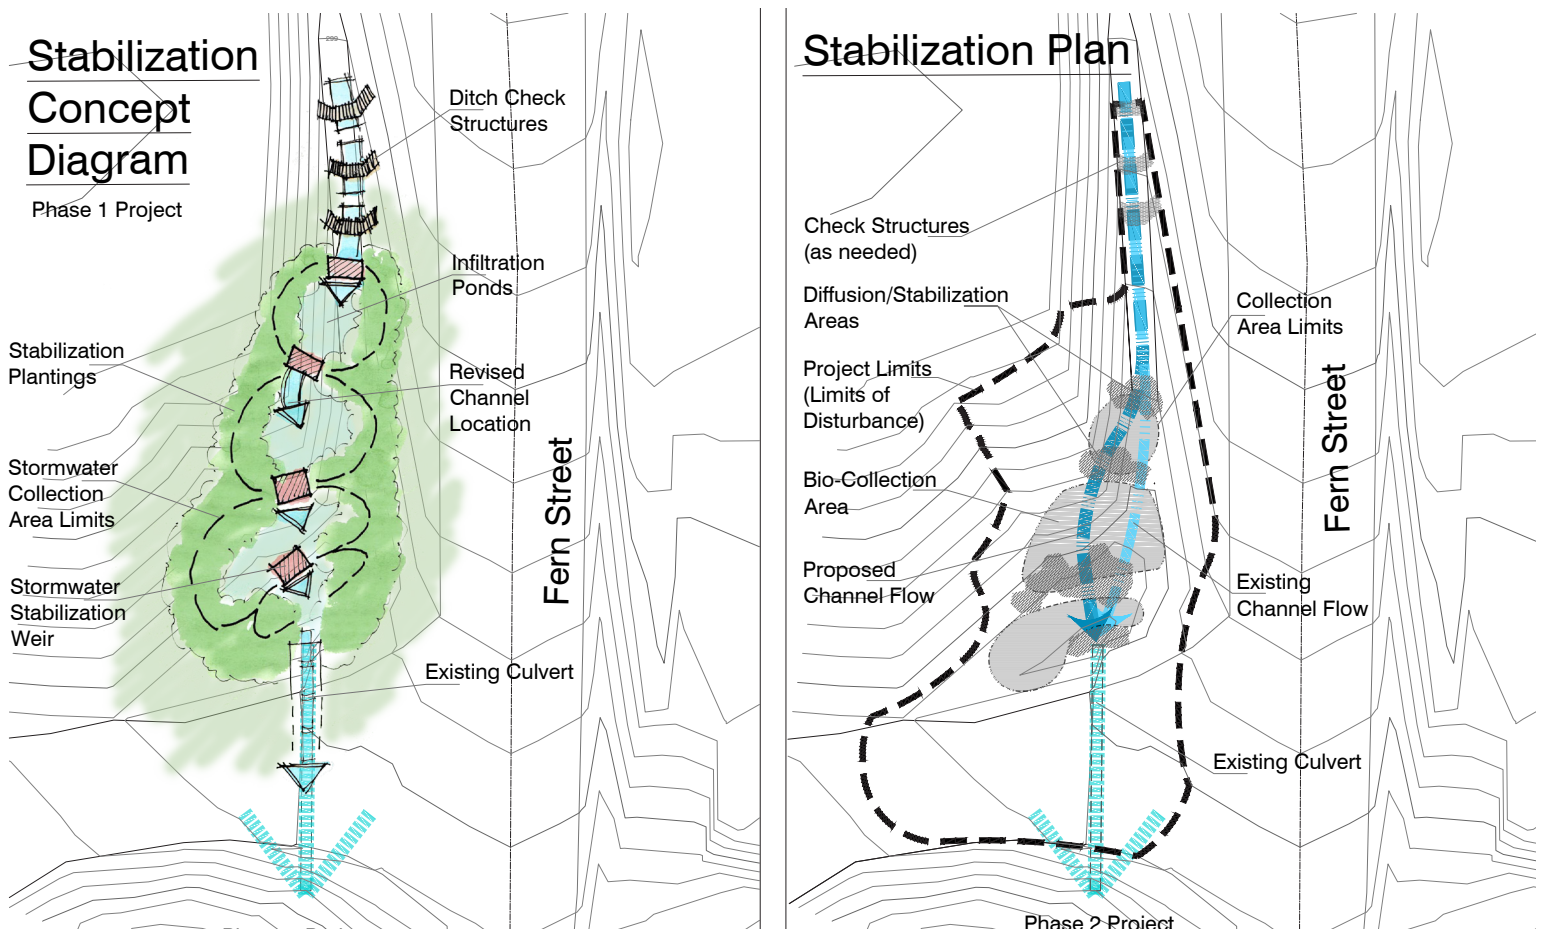 Stabilization
Concept
Diagram
Phase 1 Project
299
Ditch Check
Structures
Infiltration
Ponds
Stabilization
Plantings
Revised
Channel
Location
Stormwater
Collection
Area Limits
Stormwater
Stabilization
Weir
Existing Culvert
Fern Street
Stabilization Plan
Check Structures
(as needed)
Diffusion/Stabilization
Areas
Collection
Area Limits
Project Limits
(Limits of
Disturbance)
Bio-Collection
Area
Proposed
Channel Flow
Existing
Channel Flow
Existing Culvert
Fern Street
Phase 2 Project